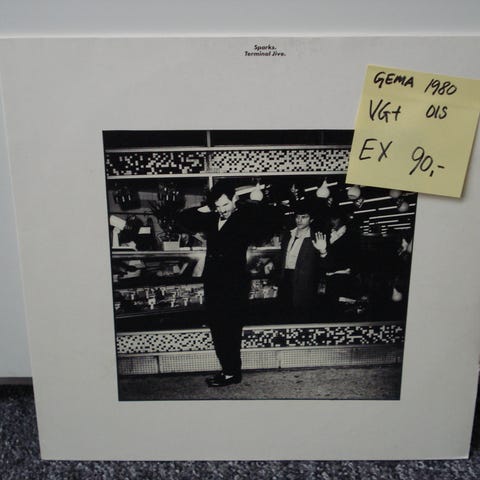 Sparks.
Terminal Jive.
GEMA 1980
VG+ OIS
EX 90,-